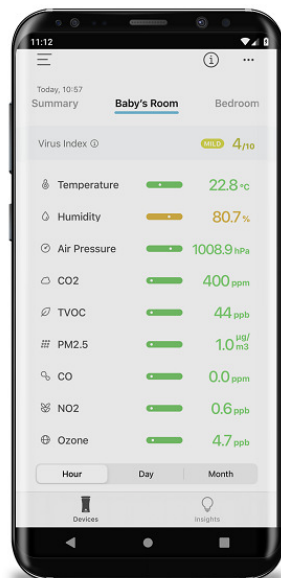 11:12
Today, 10:57
Summary Baby's Room Bedroom
Virus Index MILD 4/10
Temperature 22.8 °C
Humidity 80.7 %
Air Pressure 1008.9 hPa
CO2 400 ppm
TVOC 44 ppb
PM2.5 1.0 µg/m3
CO 0.0 ppm
NO2 0.6 ppb
Ozone 4.7 ppb
Hour Day Month
Devices Insights